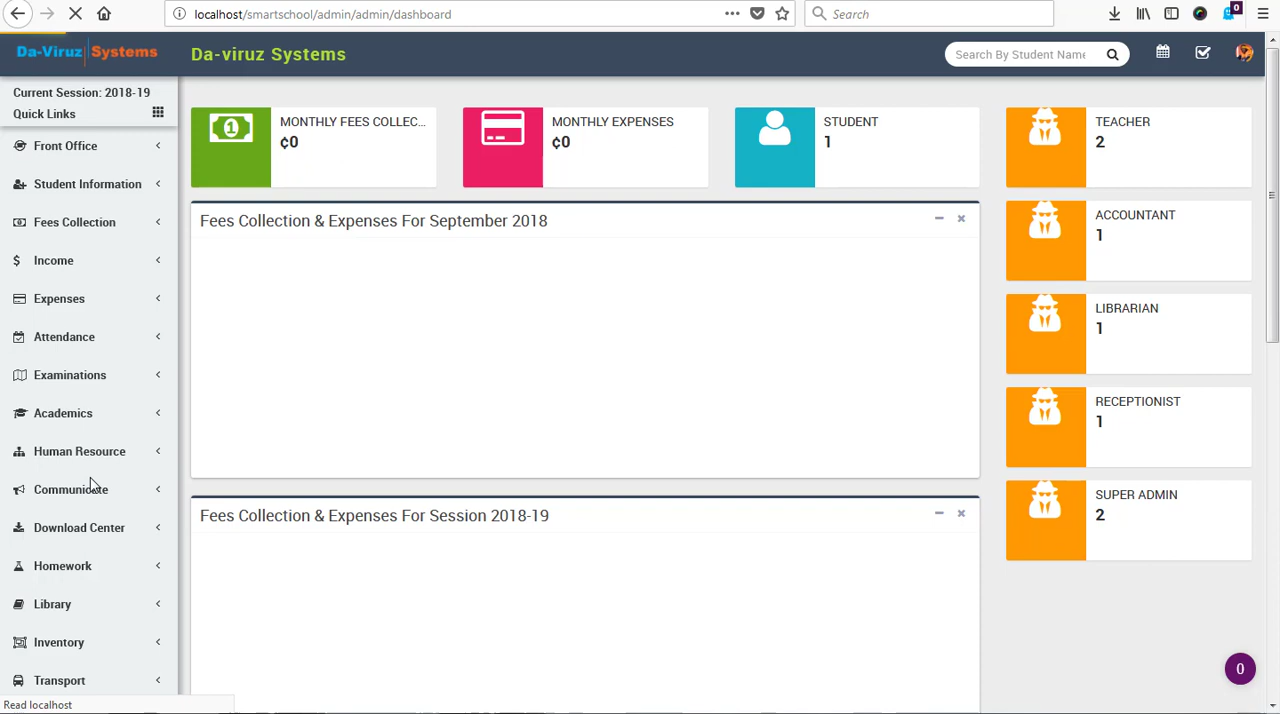 localhost/smartschool/admin/admin/dashboard
Search
0
Da-Viruz Systems
Da-viruz Systems
Search By Student Name
Current Session: 2018-19
Quick Links
Front Office
Student Information
Fees Collection
Income
Expenses
Attendance
Examinations
Academics
Human Resource
Communicate
Download Center
Homework
Library
Inventory
Transport
MONTHLY FEES COLLEC...
¢0
MONTHLY EXPENSES
¢0
STUDENT
1
TEACHER
2
Fees Collection & Expenses For September 2018
ACCOUNTANT
1
LIBRARIAN
1
RECEPTIONIST
1
Fees Collection & Expenses For Session 2018-19
SUPER ADMIN
2
0
Read localhost